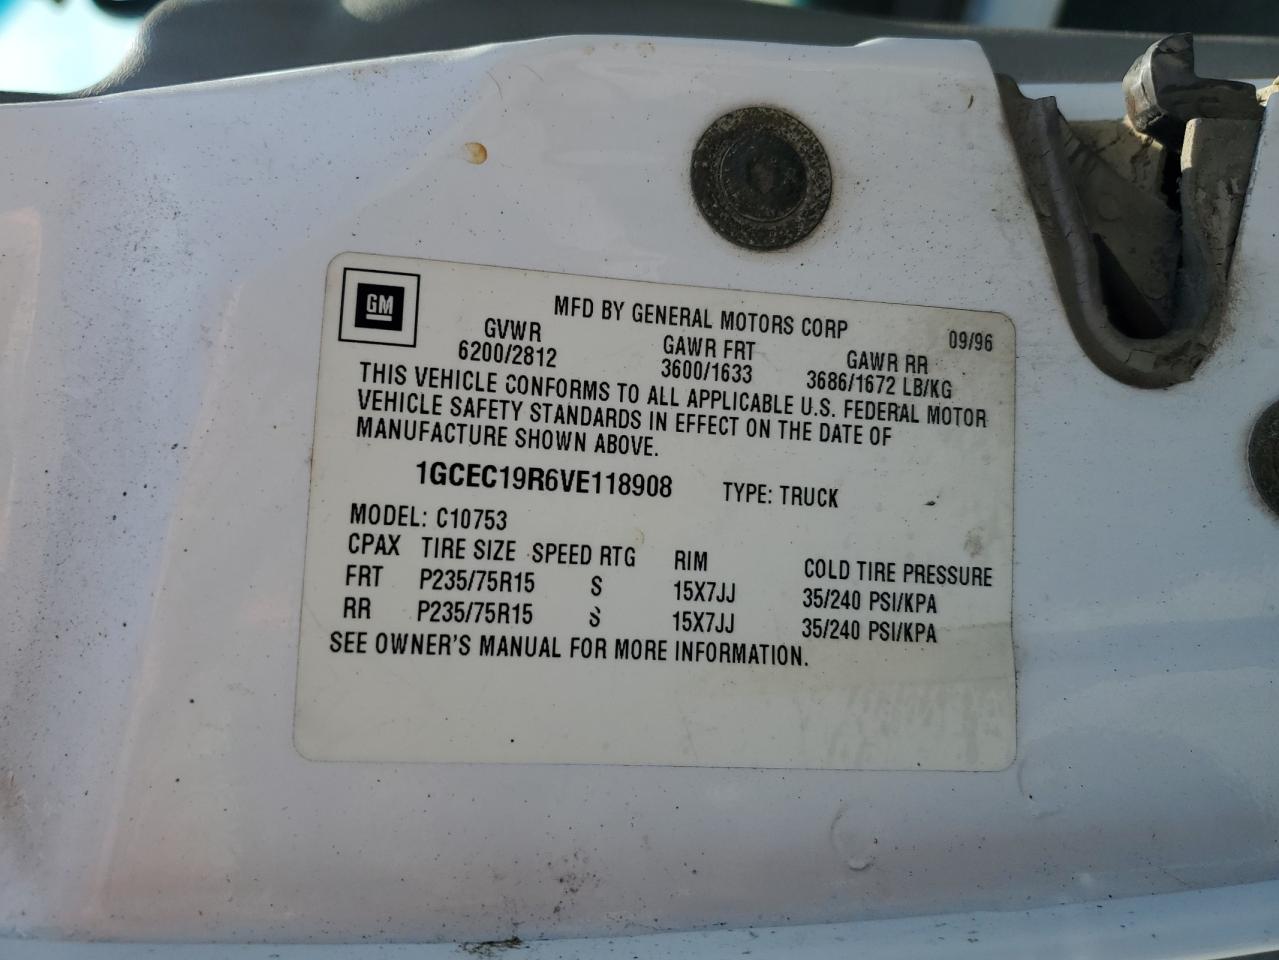 GM
MFD BY GENERAL MOTORS CORP 09/96
GVWR GAWR FRT GAWR RR
6200/2812 3600/1633 3686/1672 LB/KG
THIS VEHICLE CONFORMS TO ALL APPLICABLE U.S. FEDERAL MOTOR
VEHICLE SAFETY STANDARDS IN EFFECT ON THE DATE OF
MANUFACTURE SHOWN ABOVE.
1GCEC19R6VE118908 TYPE: TRUCK
MODEL: C10753
CPAX TIRE SIZE SPEED RTG RIM COLD TIRE PRESSURE
FRT P235/75R15 S 15X7JJ 35/240 PSI/KPA
RR P235/75R15 S 15X7JJ 35/240 PSI/KPA
SEE OWNER'S MANUAL FOR MORE INFORMATION.